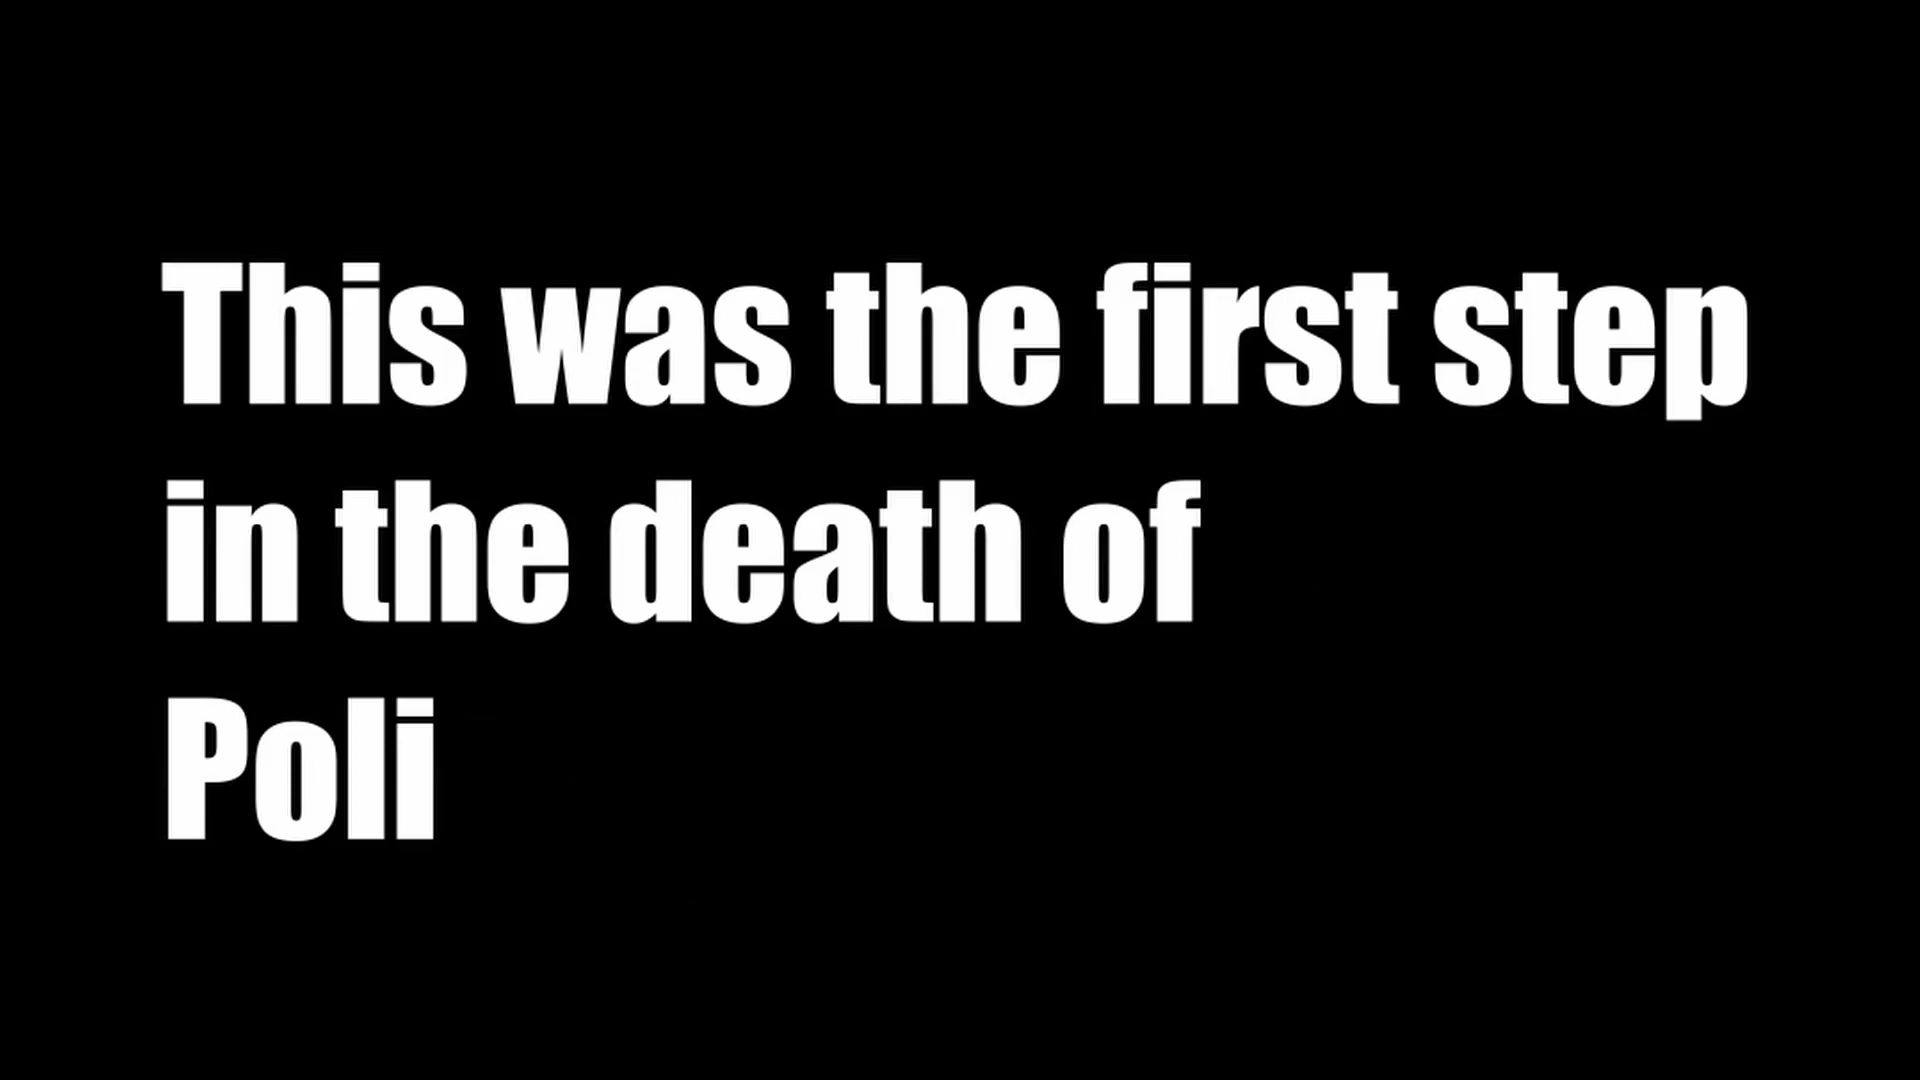 This was the first step
in the death of
Poli